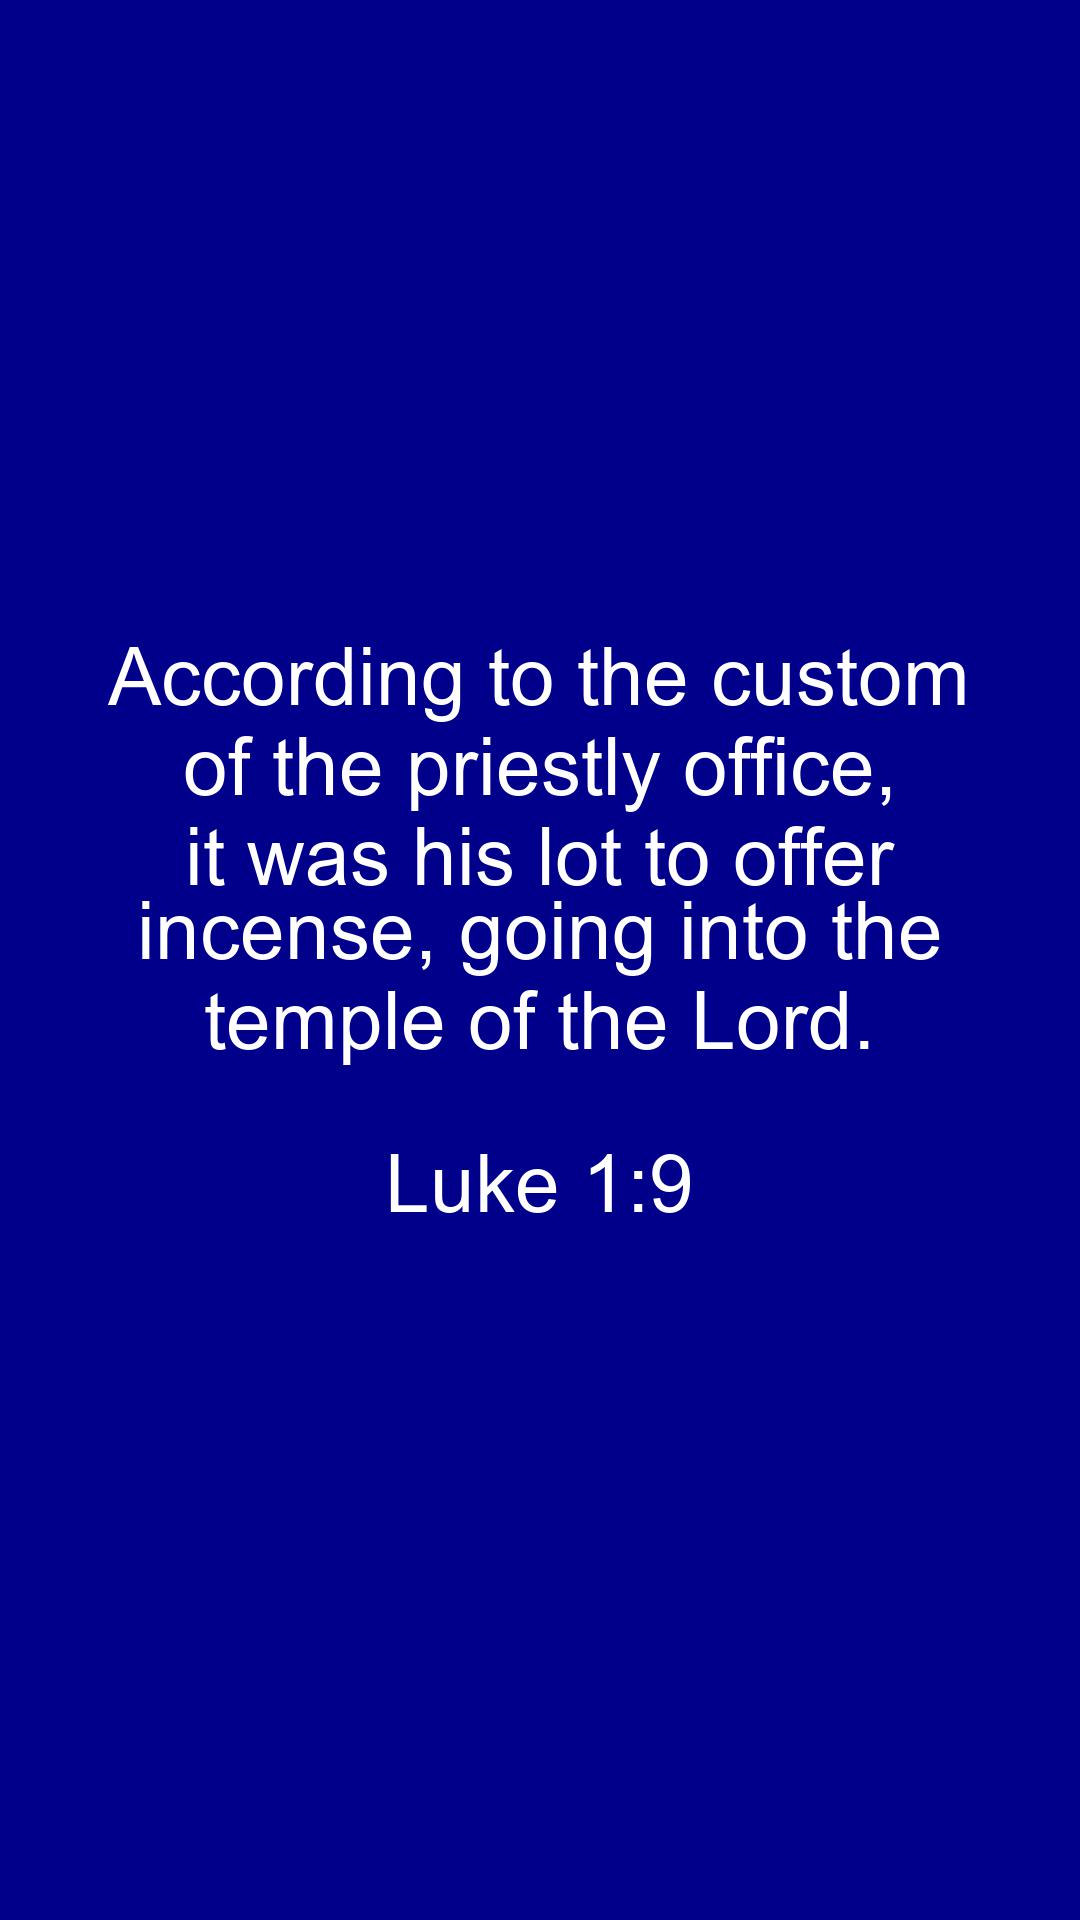 According to the custom
of the priestly office,
it was his lot to offer
incense, going into the
temple of the Lord.
Luke 1:9